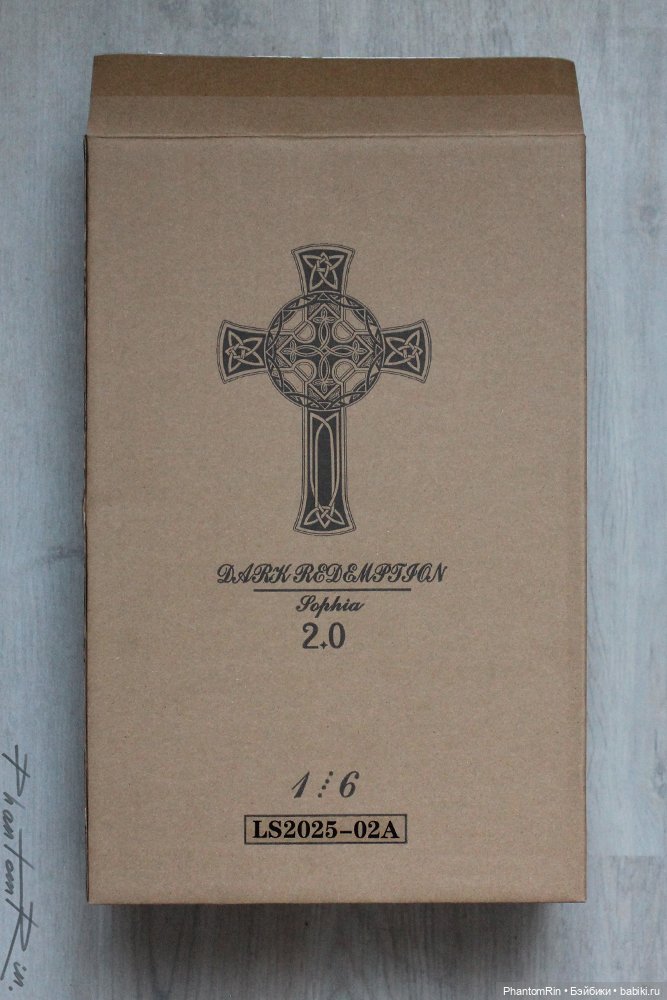 DARK REDEMPTION
Sophia
2.0
1⋮6
LS2025-02A
PhantomRin.
PhantomRin • Бэйбики • babiki.ru